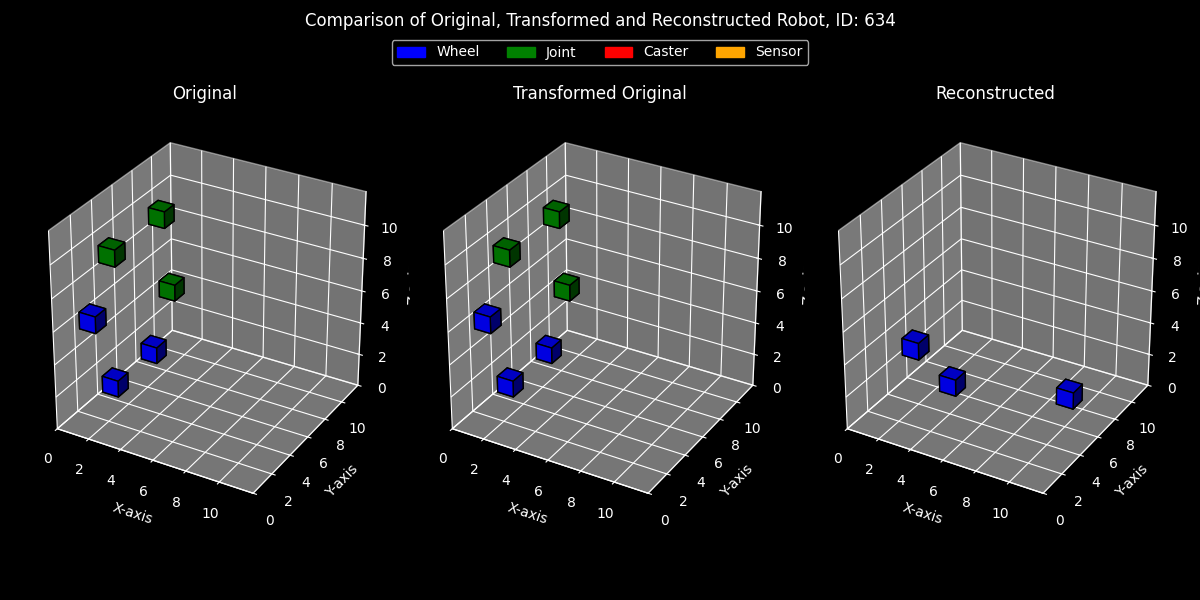 Comparison of Original, Transformed and Reconstructed Robot, ID: 634
Wheel Joint Caster Sensor
Original Transformed Original Reconstructed
10 10 10
8 8 8
6 6 6
4 4 4
2 2 2
0 0 0
10 10 10
8 8 8
6 6 6
4 4 4
2 2 2
0 0 0
0 2 4 6 8 10 0 2 4 6 8 10 0 2 4 6 8 10
X-axis Y-axis X-axis Y-axis X-axis Y-axis